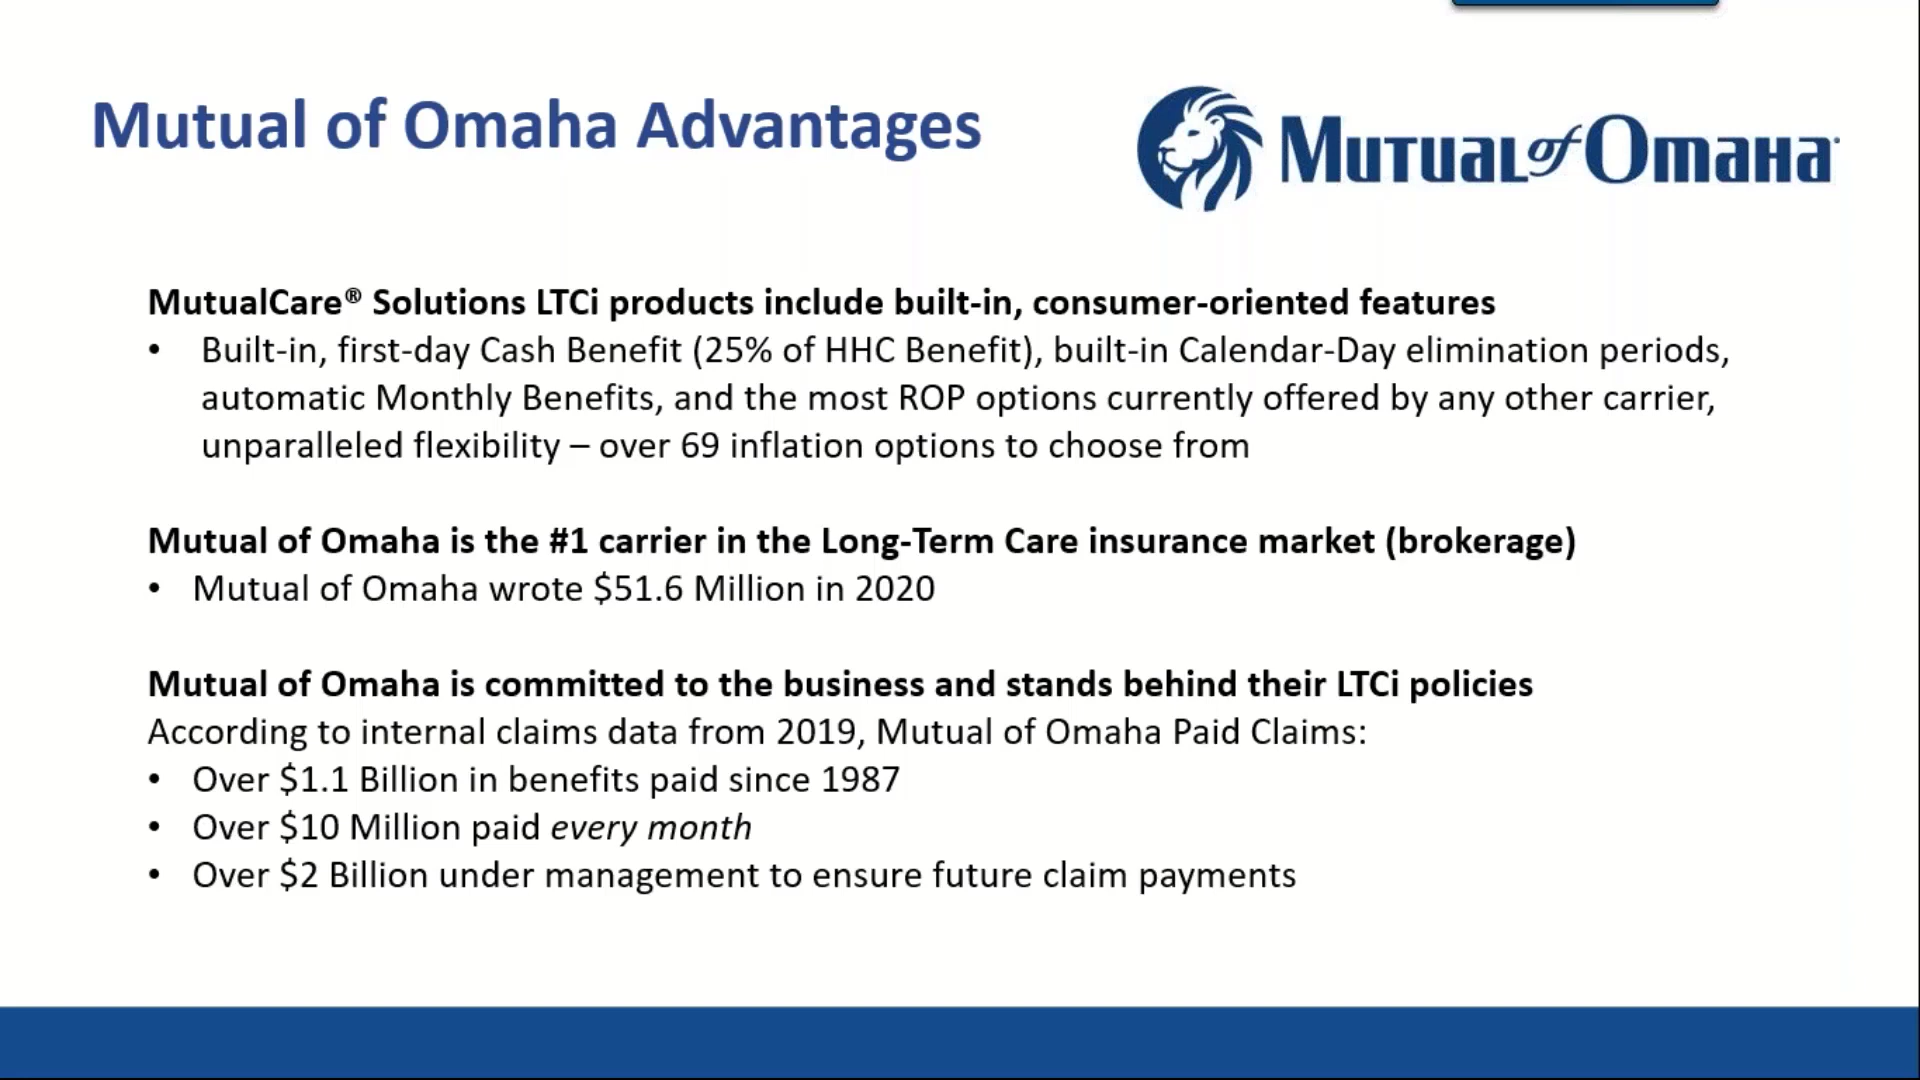 Mutual of Omaha Advantages
MUTUAL of OMAHA
MutualCare® Solutions LTCi products include built-in, consumer-oriented features
• Built-in, first-day Cash Benefit (25% of HHC Benefit), built-in Calendar-Day elimination periods,
automatic Monthly Benefits, and the most ROP options currently offered by any other carrier,
unparalleled flexibility – over 69 inflation options to choose from
Mutual of Omaha is the #1 carrier in the Long-Term Care insurance market (brokerage)
• Mutual of Omaha wrote $51.6 Million in 2020
Mutual of Omaha is committed to the business and stands behind their LTCi policies
According to internal claims data from 2019, Mutual of Omaha Paid Claims:
• Over $1.1 Billion in benefits paid since 1987
• Over $10 Million paid every month
• Over $2 Billion under management to ensure future claim payments